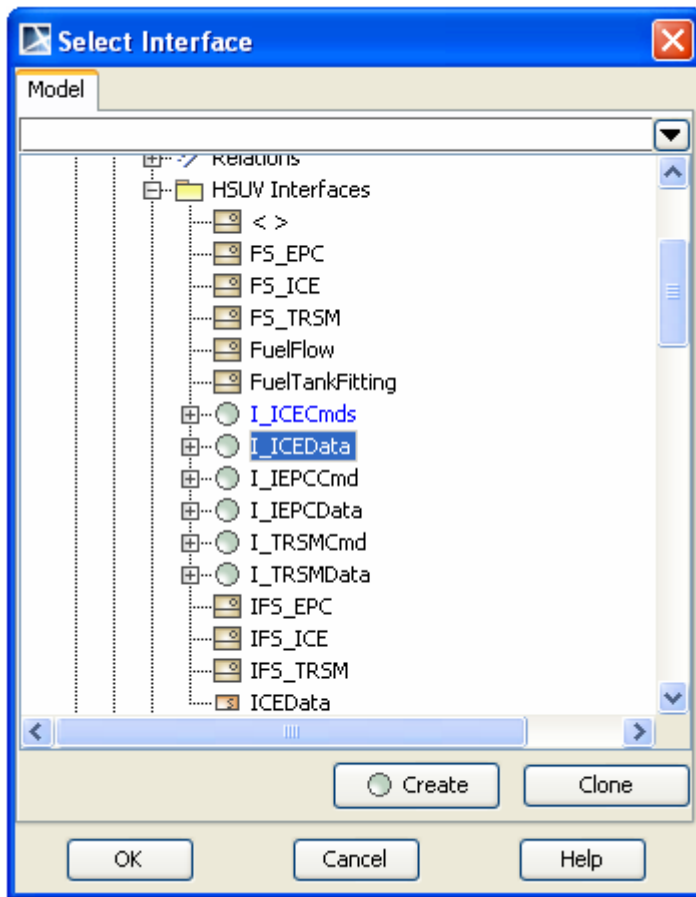 Select Interface
Model
Relations
HSUV Interfaces
< >
FS_EPC
FS_ICE
FS_TRSM
FuelFlow
FuelTankFitting
I_ICECmds
I_ICEData
I_IEPCCmd
I_IEPCData
I_TRSMCmd
I_TRSMData
IFS_EPC
IFS_ICE
IFS_TRSM
S ICEData
Create Clone
OK Cancel Help